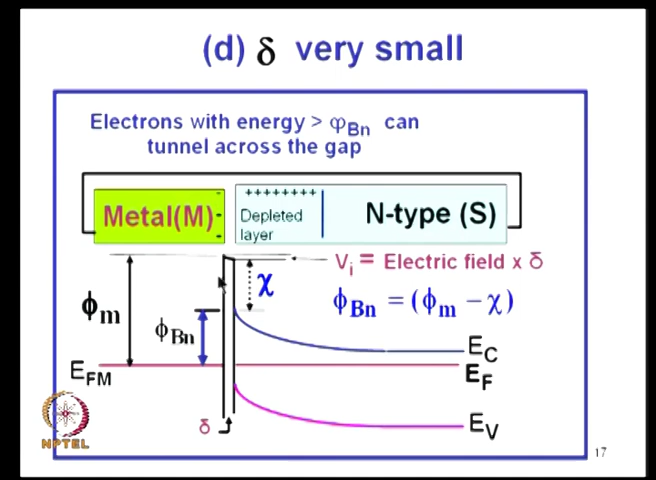 (d) δ very small
Electrons with energy > φBn can
tunnel across the gap
Metal(M)
- - -
++++++++
Depleted
layer
N-type (S)
Vi = Electric field x δ
χ
ϕm
ϕBn
ϕBn = (ϕm − χ)
EC
EFM
EF
δ
EV
NPTEL
17